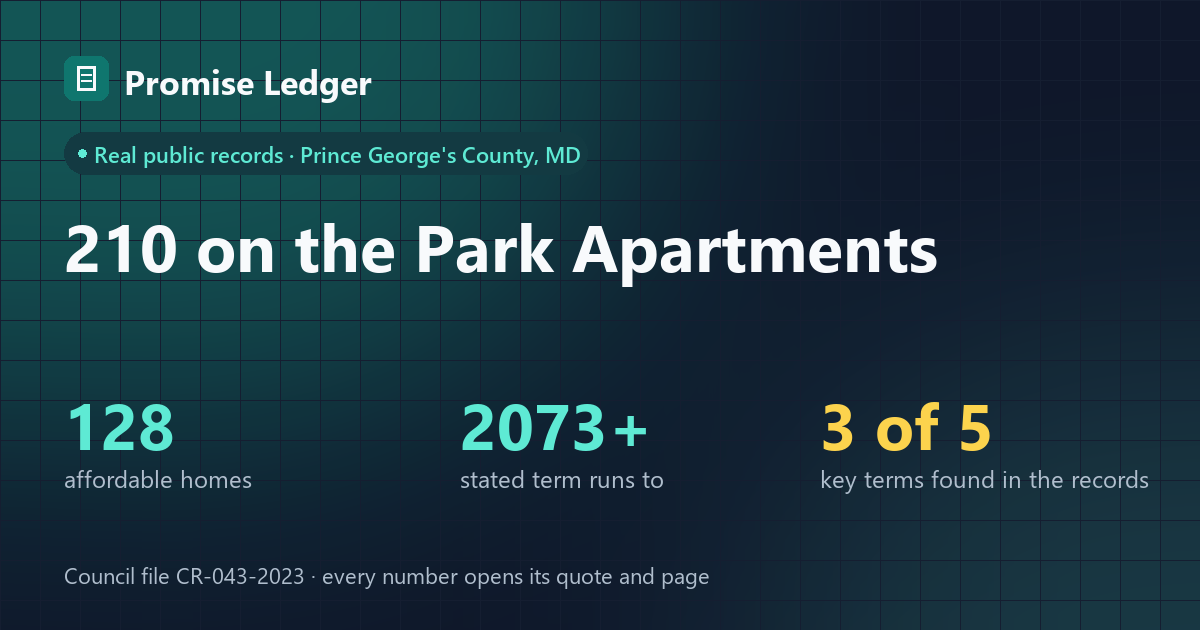 Promise Ledger
Real public records · Prince George's County, MD
210 on the Park Apartments
128
affordable homes
2073+
stated term runs to
3 of 5
key terms found in the records
Council file CR-043-2023 · every number opens its quote and page